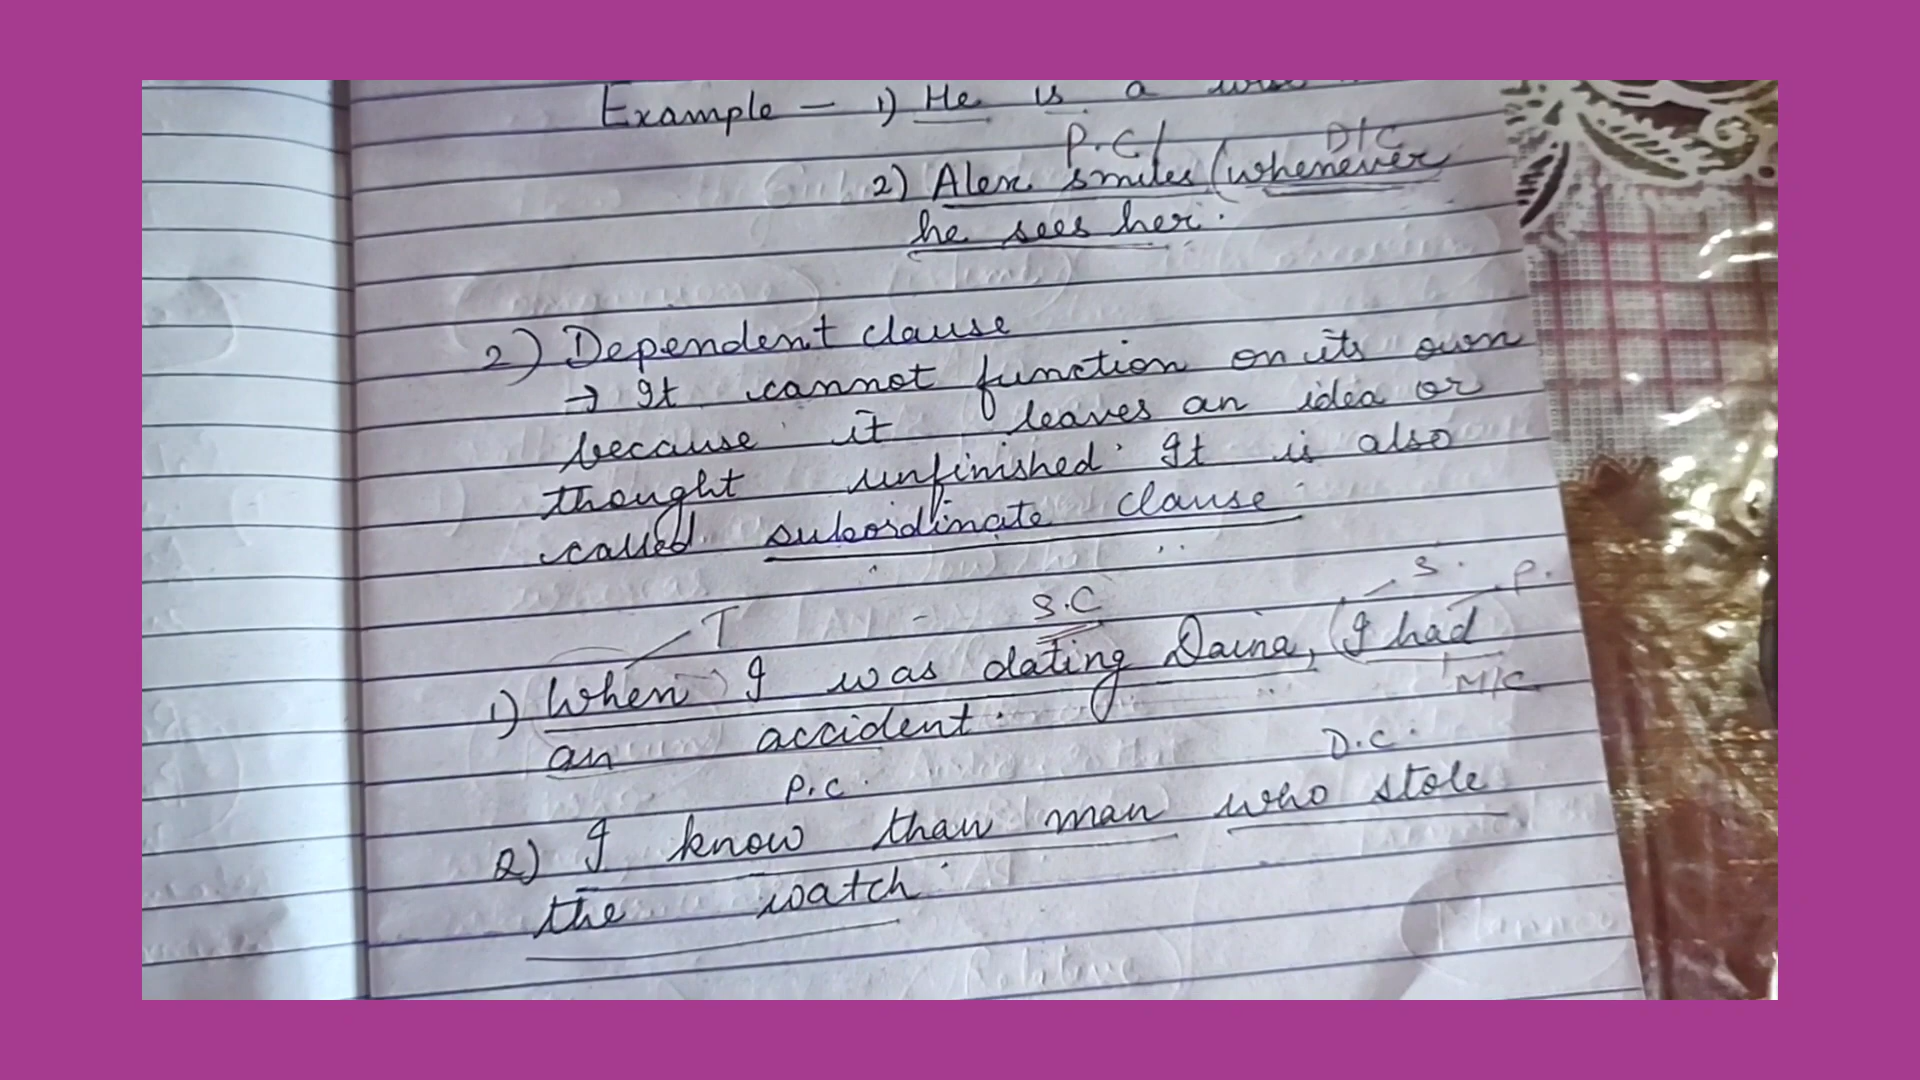 Example – 1) He is a
P.C / D/C
2) Alex smiles (whenever
he sees her.
2) Dependent clause
→ It cannot function on its own
because it leaves an idea or
thought unfinished. It is also
called subordinate clause
T S.C S. P.
1) When I was dating Daina, (I had
M/C
an accident.
P.C. D.C.
2) I know than man who stole
the watch.